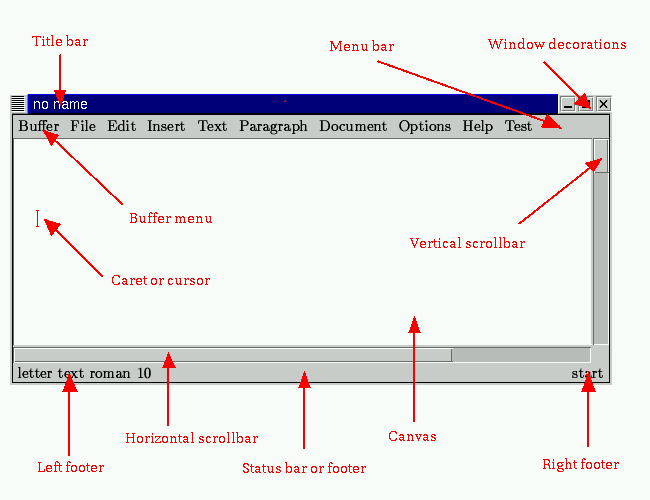 Title bar
Menu bar
Window decorations
no name
Buffer File Edit Insert Text Paragraph Document Options Help Test
Buffer menu
Vertical scrollbar
Caret or cursor
letter text roman 10 start
Horizontal scrollbar
Canvas
Left footer
Status bar or footer
Right footer